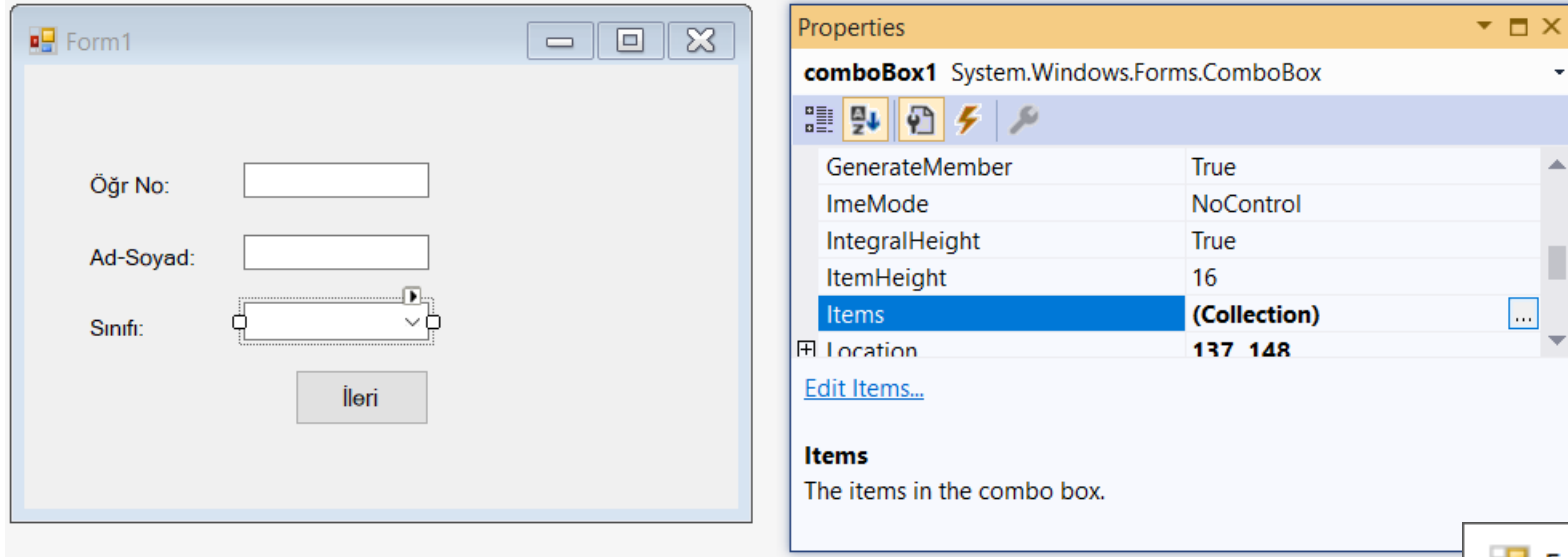 Form1
Öğr No:
Ad-Soyad:
Sınıfı:
İleri
Properties
comboBox1 System.Windows.Forms.ComboBox
GenerateMember True
ImeMode NoControl
IntegralHeight True
ItemHeight 16
Items (Collection) ...
Location 137, 148
Edit Items...
Items
The items in the combo box.